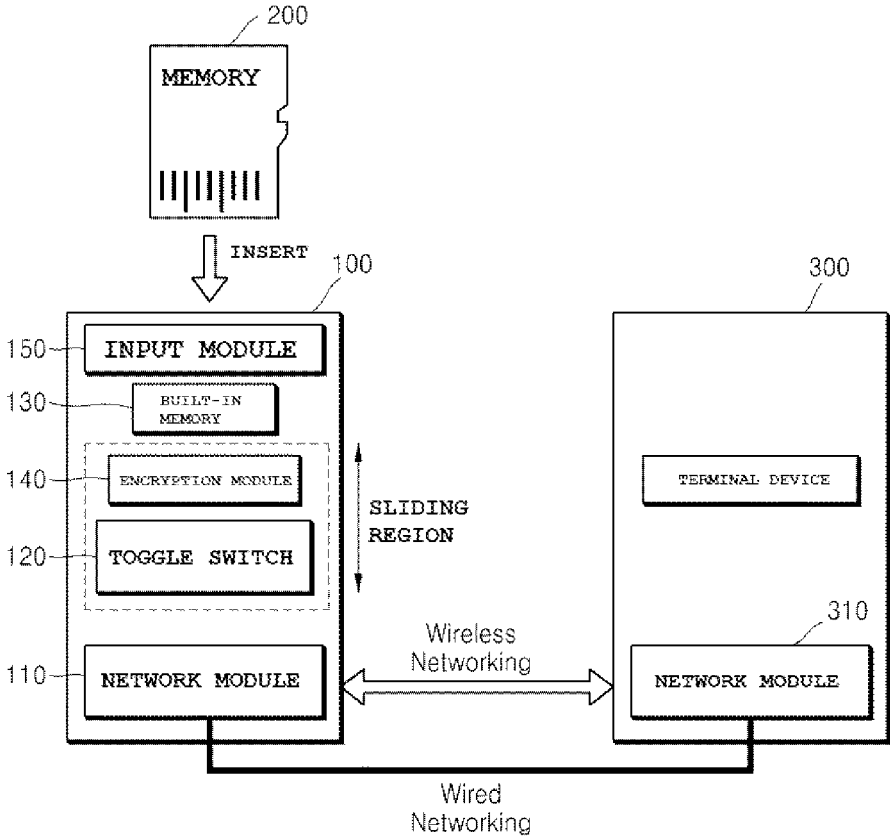 200
MEMORY
INSERT
100
300
150
INPUT MODULE
130
BUILT-IN
MEMORY
140
ENCRYPTION MODULE
TERMINAL DEVICE
SLIDING
REGION
120
TOGGLE SWITCH
310
Wireless
Networking
110
NETWORK MODULE
NETWORK MODULE
Wired
Networking